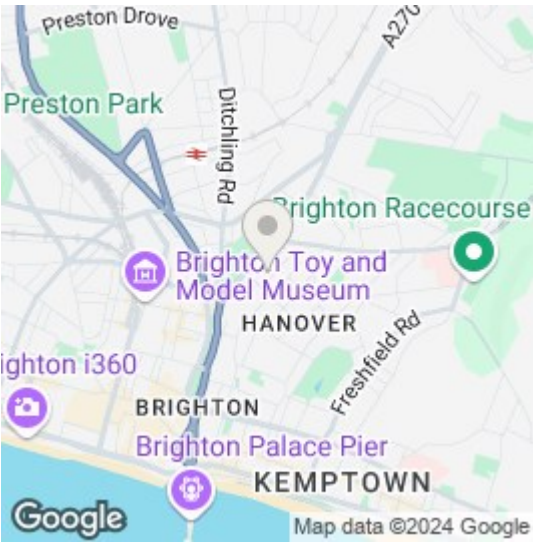 Preston Drove
A270
Preston Park
Ditchling Rd
Brighton Racecourse
Brighton Toy and
Model Museum
HANOVER
Freshfield Rd
ighton i360
BRIGHTON
Brighton Palace Pier
KEMPTOWN
Google
Map data ©2024 Google